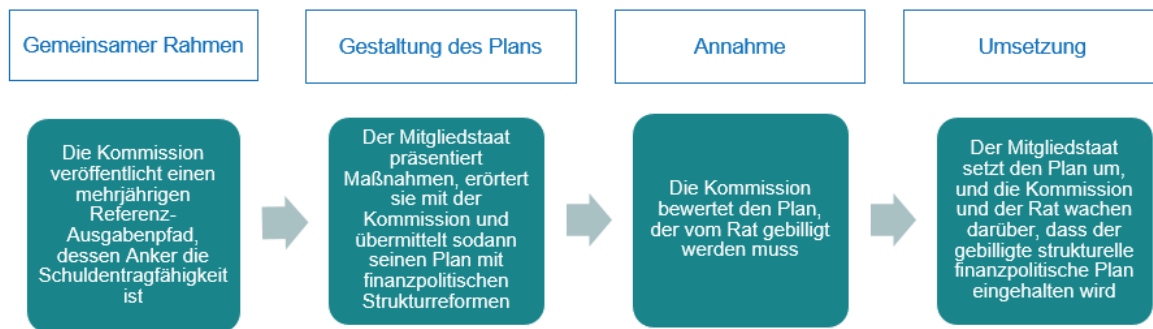 Gemeinsamer Rahmen
Gestaltung des Plans
Annahme
Umsetzung
Die Kommission
veröffentlicht einen
mehrjährigen
Referenz-
Ausgabenpfad,
dessen Anker die
Schuldentragfähigkeit
ist
Der Mitgliedstaat
präsentiert
Maßnahmen, erörtert
sie mit der
Kommission und
übermittelt sodann
seinen Plan mit
finanzpolitischen
Strukturreformen
Die Kommission
bewertet den Plan,
der vom Rat gebilligt
werden muss
Der Mitgliedstaat
setzt den Plan um,
und die Kommission
und der Rat wachen
darüber, dass der
gebilligte strukturelle
finanzpolitische Plan
eingehalten wird